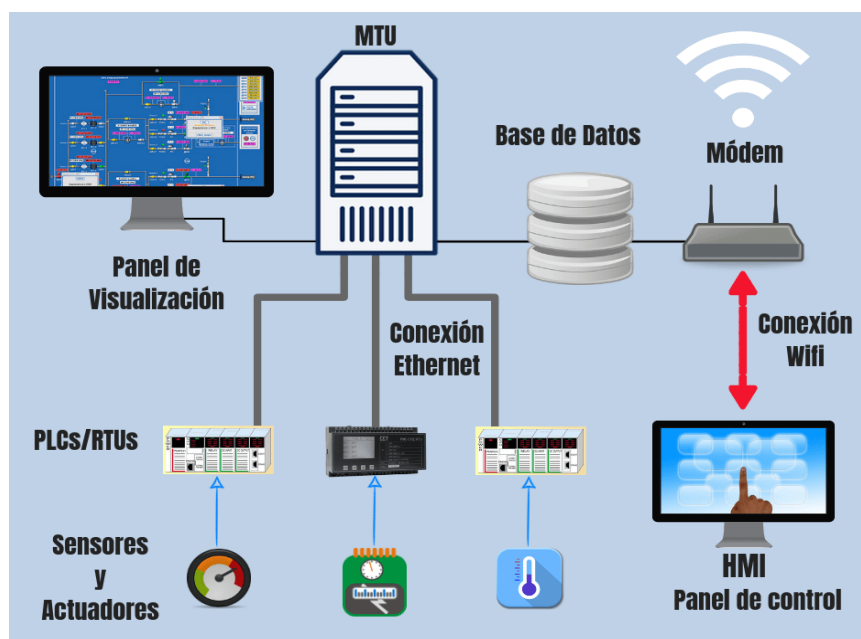 MTU
Base de Datos
Módem
Panel de
Visualización
Conexión
Ethernet
Conexión
Wifi
PLCs/RTUs
Sensores
y
Actuadores
HMI
Panel de control